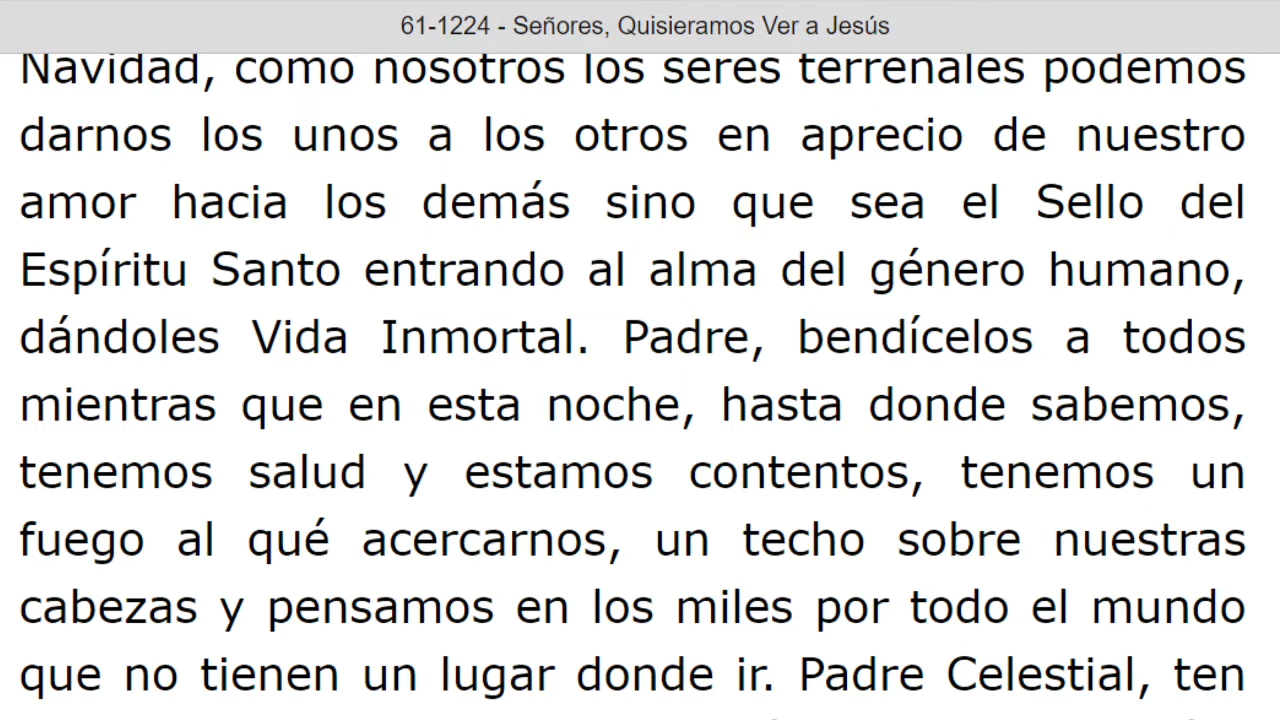 61-1224 - Señores, Quisieramos Ver a Jesús
Navidad, como nosotros los seres terrenales podemos
darnos los unos a los otros en aprecio de nuestro
amor hacia los demás sino que sea el Sello del
Espíritu Santo entrando al alma del género humano,
dándoles Vida Inmortal. Padre, bendícelos a todos
mientras que en esta noche, hasta donde sabemos,
tenemos salud y estamos contentos, tenemos un
fuego al qué acercarnos, un techo sobre nuestras
cabezas y pensamos en los miles por todo el mundo
que no tienen un lugar donde ir. Padre Celestial, ten